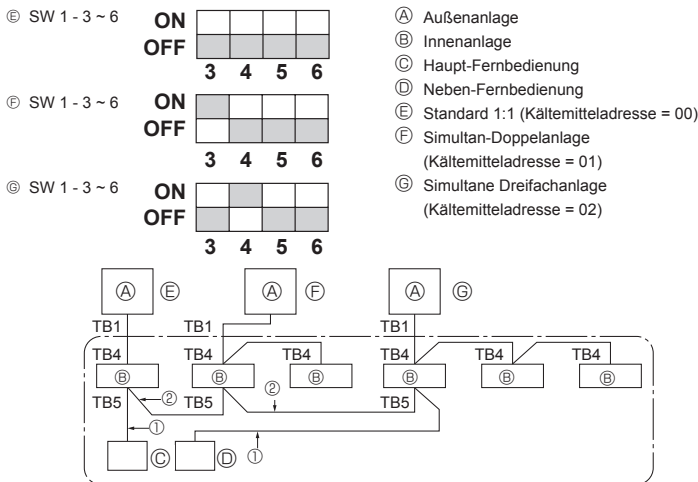 Ⓔ SW 1 - 3 ~ 6
ON
OFF
3 4 5 6
Ⓕ SW 1 - 3 ~ 6
ON
OFF
3 4 5 6
Ⓖ SW 1 - 3 ~ 6
ON
OFF
3 4 5 6
Ⓐ Außenanlage
Ⓑ Innenanlage
Ⓒ Haupt-Fernbedienung
Ⓓ Neben-Fernbedienung
Ⓔ Standard 1:1 (Kältemitteladresse = 00)
Ⓕ Simultan-Doppelanlage
(Kältemitteladresse = 01)
Ⓖ Simultane Dreifachanlage
(Kältemitteladresse = 02)
Ⓐ Ⓔ Ⓐ Ⓕ Ⓐ Ⓖ
TB1 TB1 TB1
TB4 TB4 TB4 TB4 TB4 TB4
Ⓑ Ⓑ Ⓑ Ⓑ Ⓑ Ⓑ
TB5 ② TB5 ② TB5
① ①
Ⓒ Ⓓ